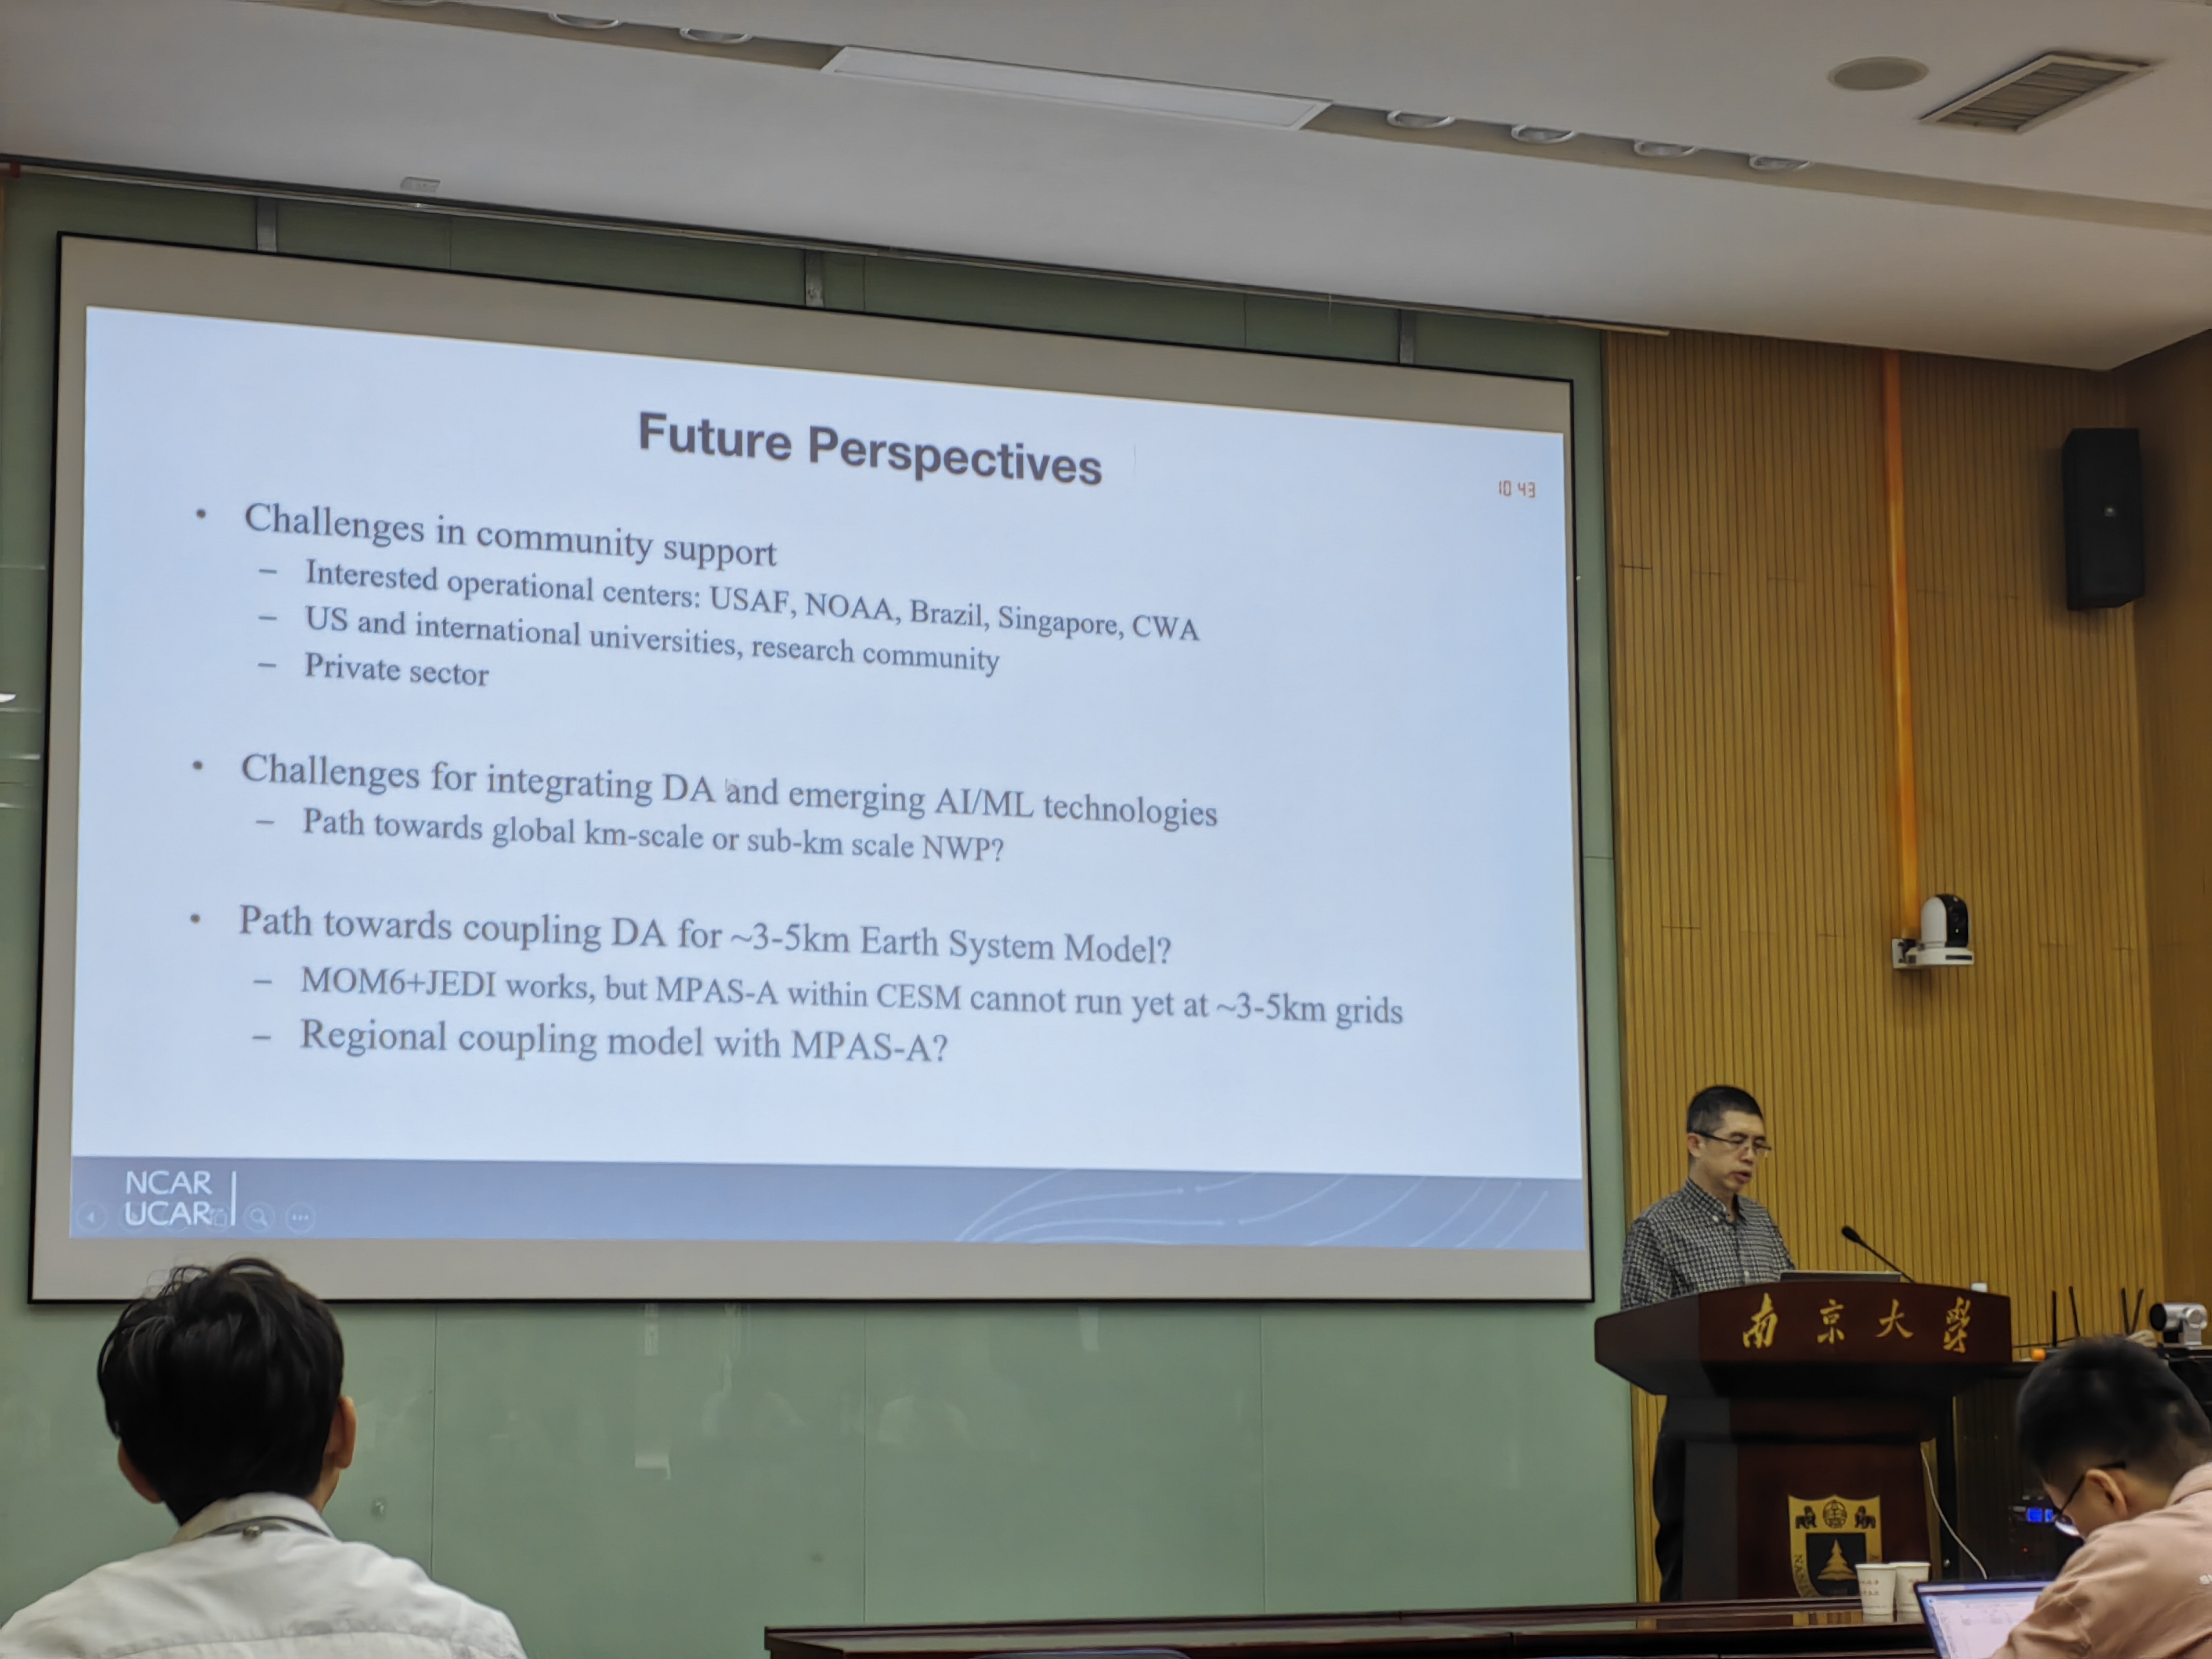 Future Perspectives
10 43
• Challenges in community support
– Interested operational centers: USAF, NOAA, Brazil, Singapore, CWA
– US and international universities, research community
– Private sector
• Challenges for integrating DA and emerging AI/ML technologies
– Path towards global km-scale or sub-km scale NWP?
• Path towards coupling DA for ~3-5km Earth System Model?
– MOM6+JEDI works, but MPAS-A within CESM cannot run yet at ~3-5km grids
– Regional coupling model with MPAS-A?
NCAR
UCAR
南京大學